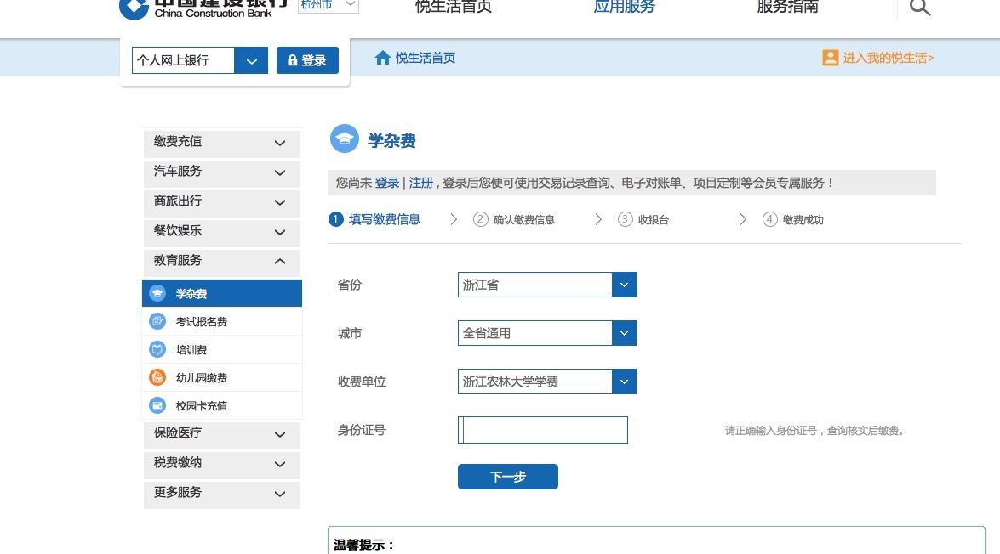 中国建设银行
China Construction Bank
杭州市
悦生活首页
应用服务
服务指南
个人网上银行
登录
悦生活首页
进入我的悦生活>
缴费充值
汽车服务
商旅出行
餐饮娱乐
教育服务
学杂费
考试报名费
培训费
幼儿园缴费
校园卡充值
保险医疗
税费缴纳
更多服务
学杂费
您尚未 登录 | 注册 , 登录后您便可使用交易记录查询、电子对账单、项目定制等会员专属服务！
1 填写缴费信息
2 确认缴费信息
3 收银台
4 缴费成功
省份
浙江省
城市
全省通用
收费单位
浙江农林大学学费
身份证号
请正确输入身份证号，查询核实后缴费。
下一步
温馨提示：